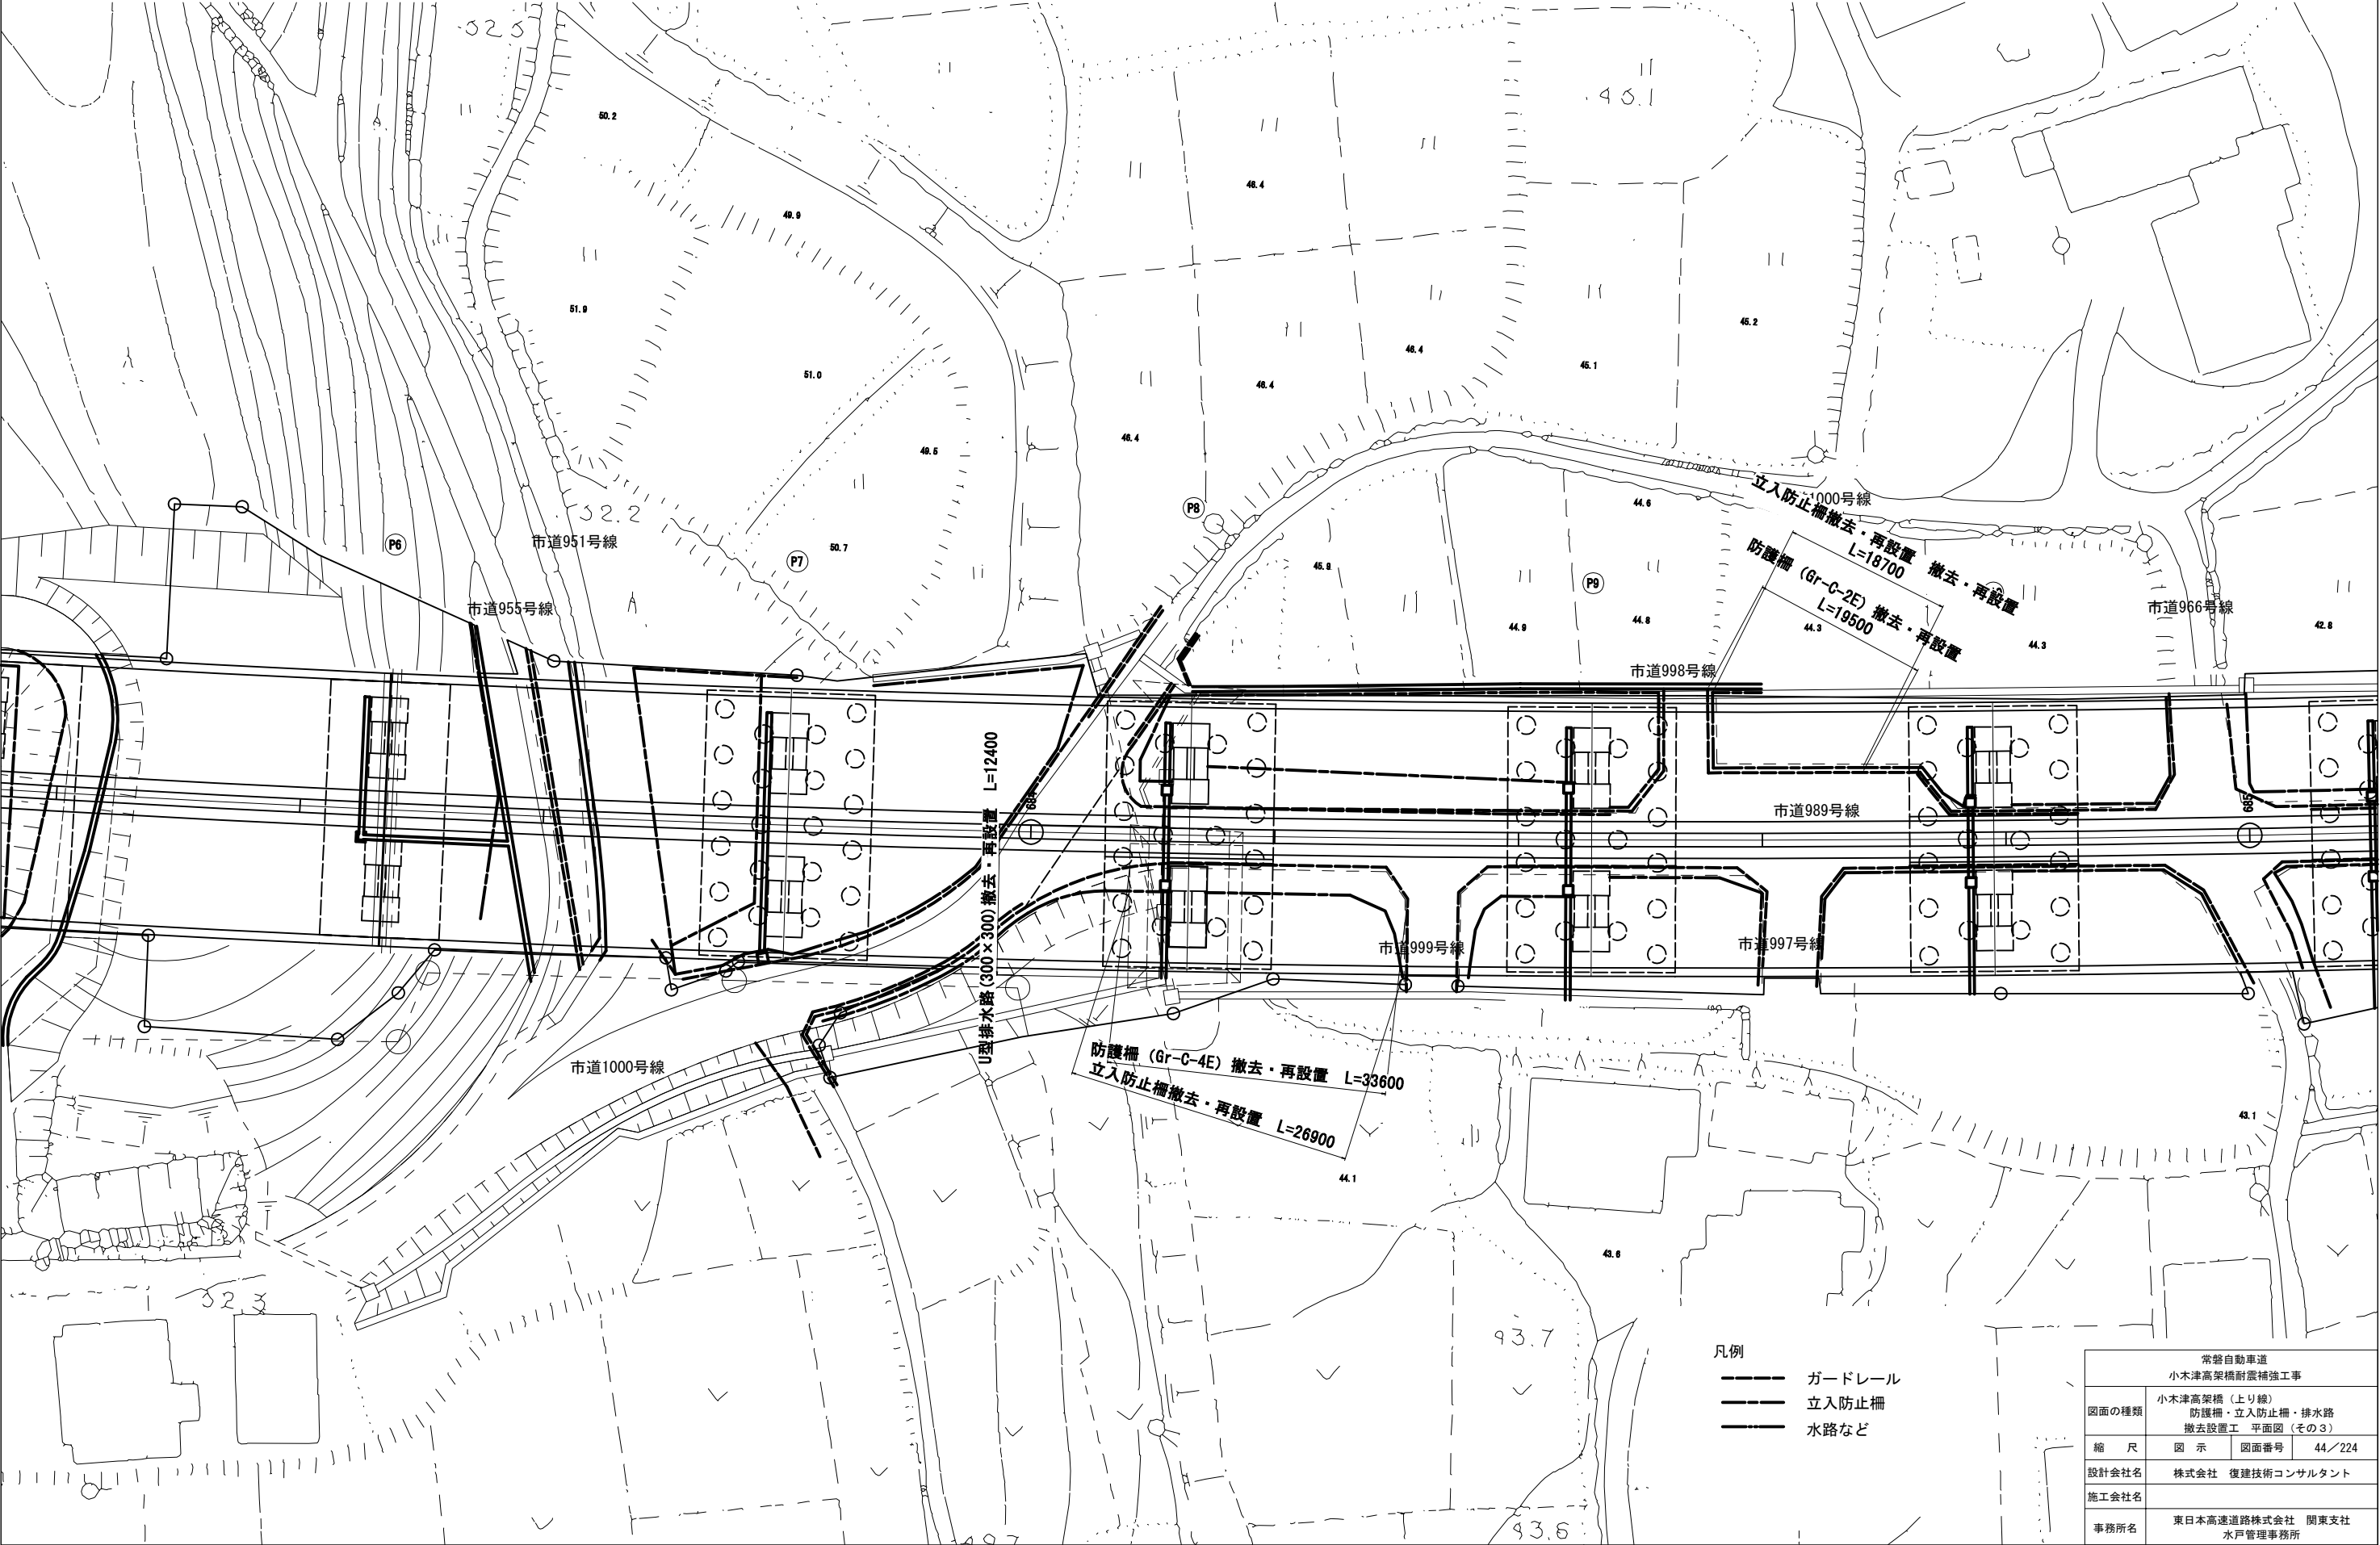 52.5
50.2
45.1
46.4
49.9
51.9
45.2
46.4
45.1
51.0
46.4
46.4
49.5
P8
44.6
1000号線
立入防止柵撤去・再設置 撤去・再設置
L=18700
52.2
市道951号線
P6
50.7
P7
45.9
P9
防護柵 (Gr-C-2E) 撤去・再設置
L=19500
市道955号線
市道966号線
44.9
44.8
44.3
44.3
42.8
市道998号線
U型排水路(300×300)撤去・再設置 L=12400
684
市道989号線
685
市道999号線
市道997号線
市道1000号線
防護柵 (Gr-C-4E) 撤去・再設置 L=33600
立入防止柵撤去・再設置 L=26900
43.1
44.1
43.6
52.3
43.7
43.6
凡例
ガードレール
立入防止柵
水路など
常磐自動車道
小木津高架橋耐震補強工事
図面の種類
小木津高架橋（上り線）
防護柵・立入防止柵・排水路
撤去設置工 平面図（その３）
縮 尺 図 示 図面番号 44／224
設計会社名 株式会社 復建技術コンサルタント
施工会社名
事務所名
東日本高速道路株式会社 関東支社
水戸管理事務所